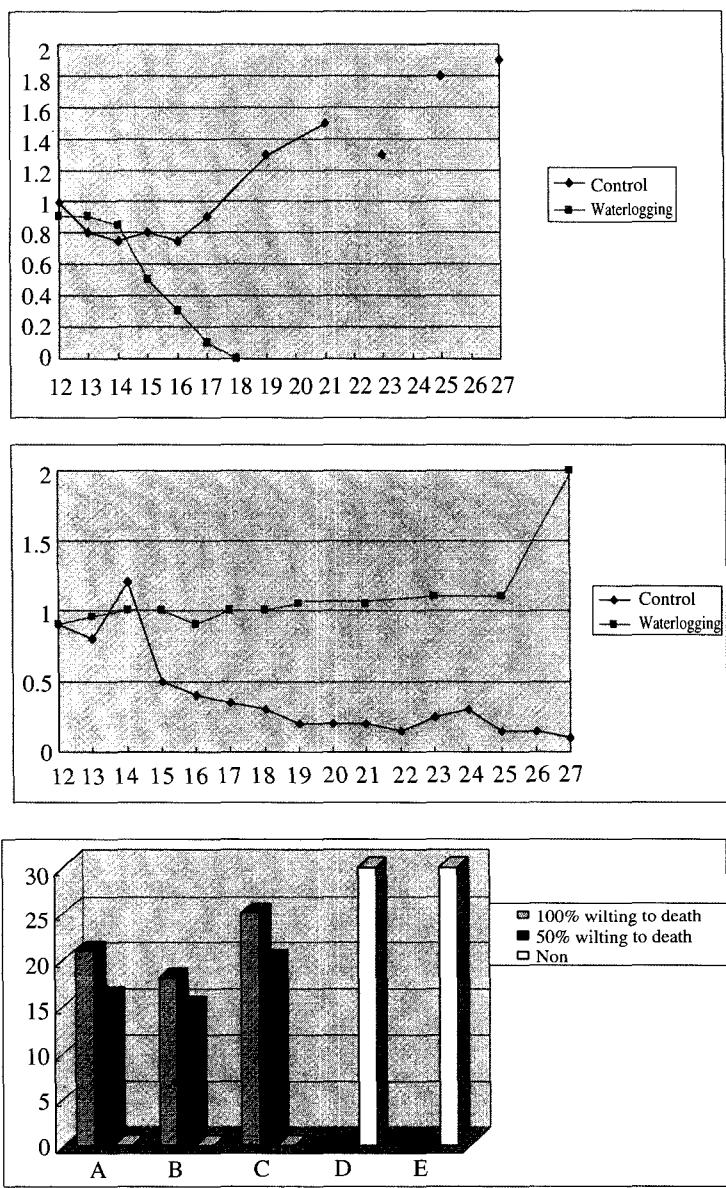 2
1.8
1.6
1.4
1.2
1
0.8
0.6
0.4
0.2
0
12 13 14 15 16 17 18 19 20 21 22 23 24 25 26 27
Control
Waterlogging
2
1.5
1
0.5
0
12 13 14 15 16 17 18 19 20 21 22 23 24 25 26 27
Control
Waterlogging
30
25
20
15
10
5
0
A B C D E
100% wilting to death
50% wilting to death
Non